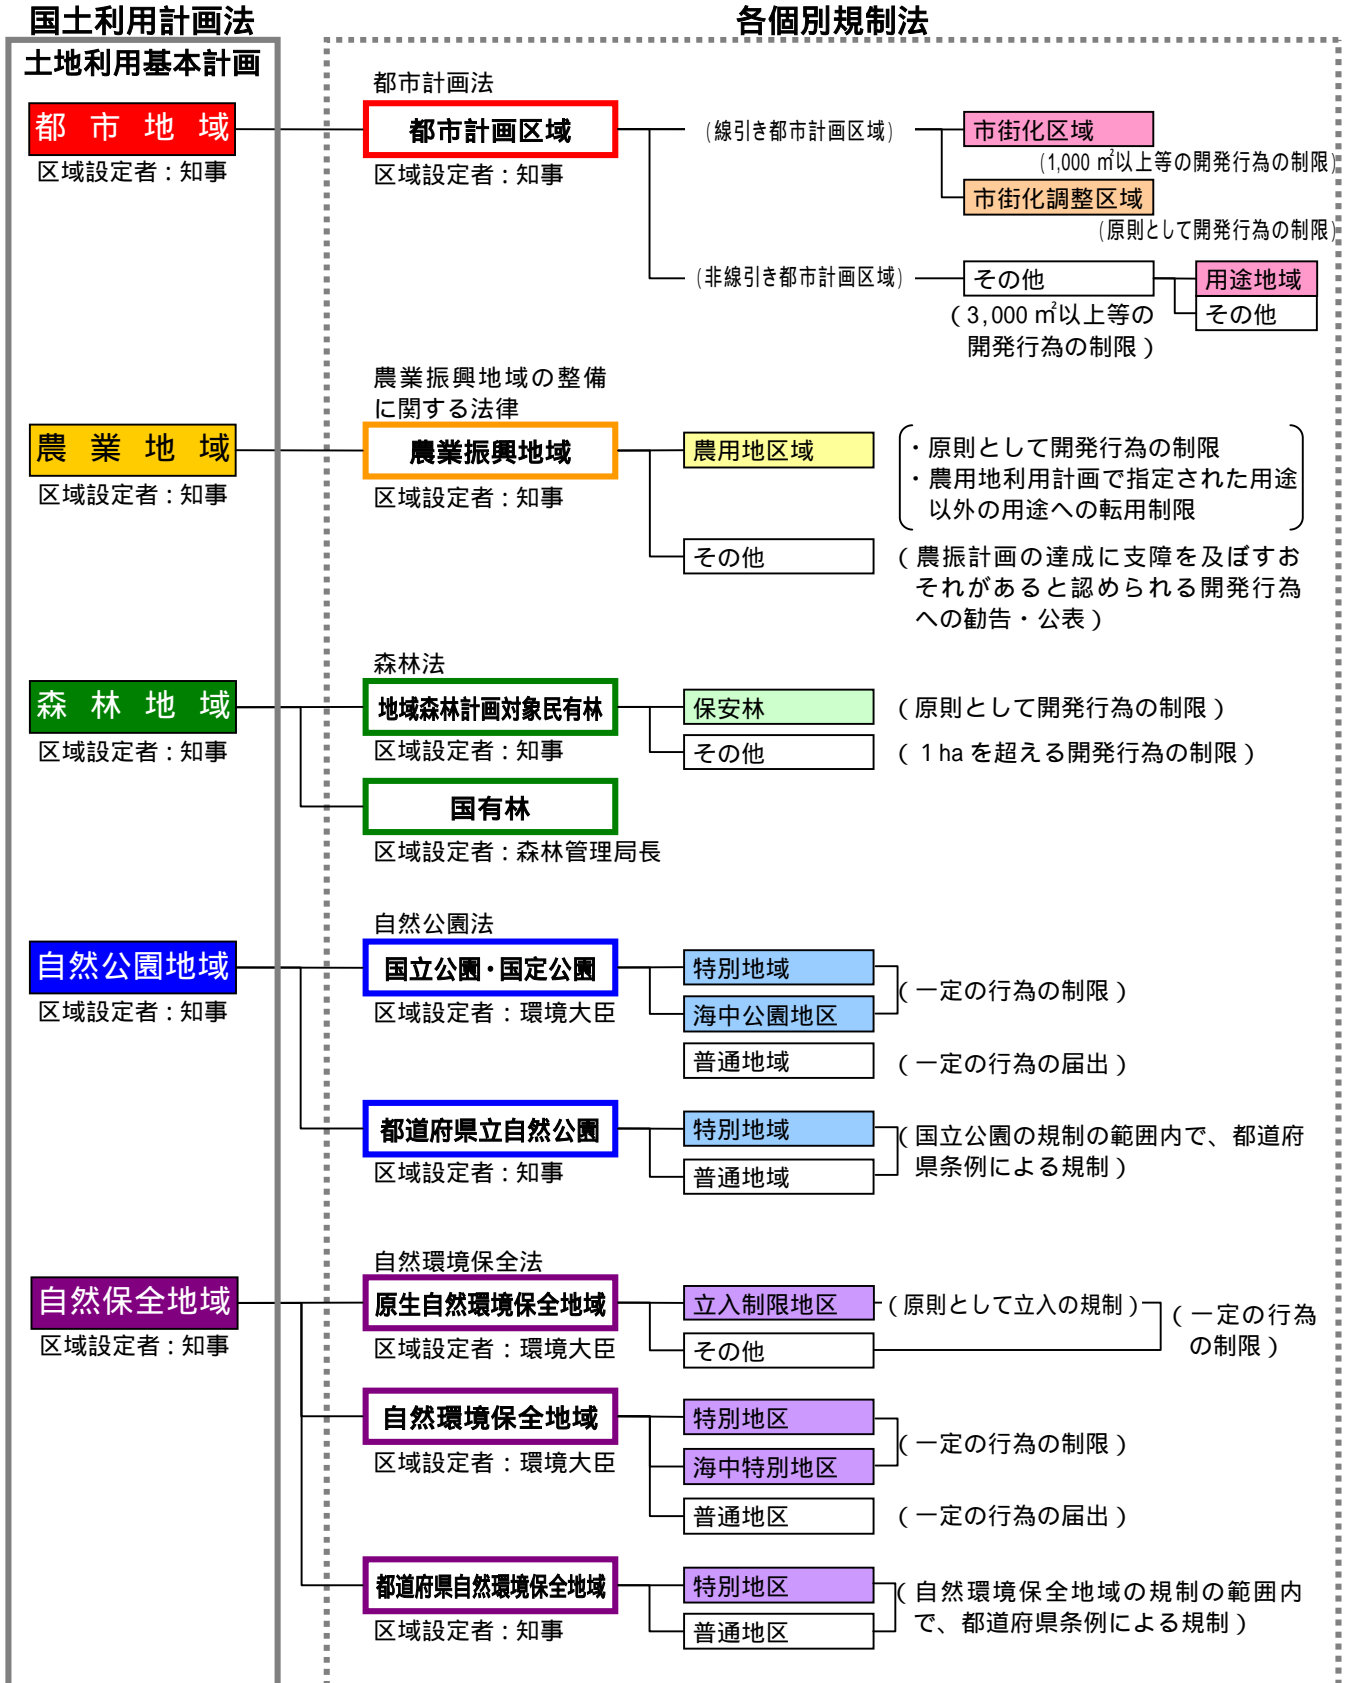 国土利用計画法
各個別規制法
土地利用基本計画
都市計画法
都市地域
都市計画区域
(線引き都市計画区域)
市街化区域
区域設定者:知事
区域設定者:知事
(1,000 ㎡以上等の開発行為の制限)
市街化調整区域
(原則として開発行為の制限)
(非線引き都市計画区域)
その他
用途地域
その他
(3,000 ㎡以上等の
開発行為の制限)
農業振興地域の整備
に関する法律
農業地域
農業振興地域
農用地区域
・原則として開発行為の制限
・農用地利用計画で指定された用途
以外の用途への転用制限
区域設定者:知事
区域設定者:知事
その他
(農振計画の達成に支障を及ぼすお
それがあると認められる開発行為
への勧告・公表)
森林法
森林地域
地域森林計画対象民有林
保安林
(原則として開発行為の制限)
区域設定者:知事
区域設定者:知事
その他
(1ha を超える開発行為の制限)
国有林
区域設定者:森林管理局長
自然公園法
自然公園地域
国立公園・国定公園
特別地域
(一定の行為の制限)
区域設定者:知事
区域設定者:環境大臣
海中公園地区
普通地域
(一定の行為の届出)
都道府県立自然公園
特別地域
(国立公園の規制の範囲内で、都道府
県条例による規制)
区域設定者:知事
普通地域
自然環境保全法
自然保全地域
原生自然環境保全地域
立入制限地区
(原則として立入の規制)
(一定の行為
の制限)
区域設定者:知事
区域設定者:環境大臣
その他
自然環境保全地域
特別地区
(一定の行為の制限)
区域設定者:環境大臣
海中特別地区
普通地区
(一定の行為の届出)
都道府県自然環境保全地域
特別地区
(自然環境保全地域の規制の範囲内
で、都道府県条例による規制)
区域設定者:知事
普通地区